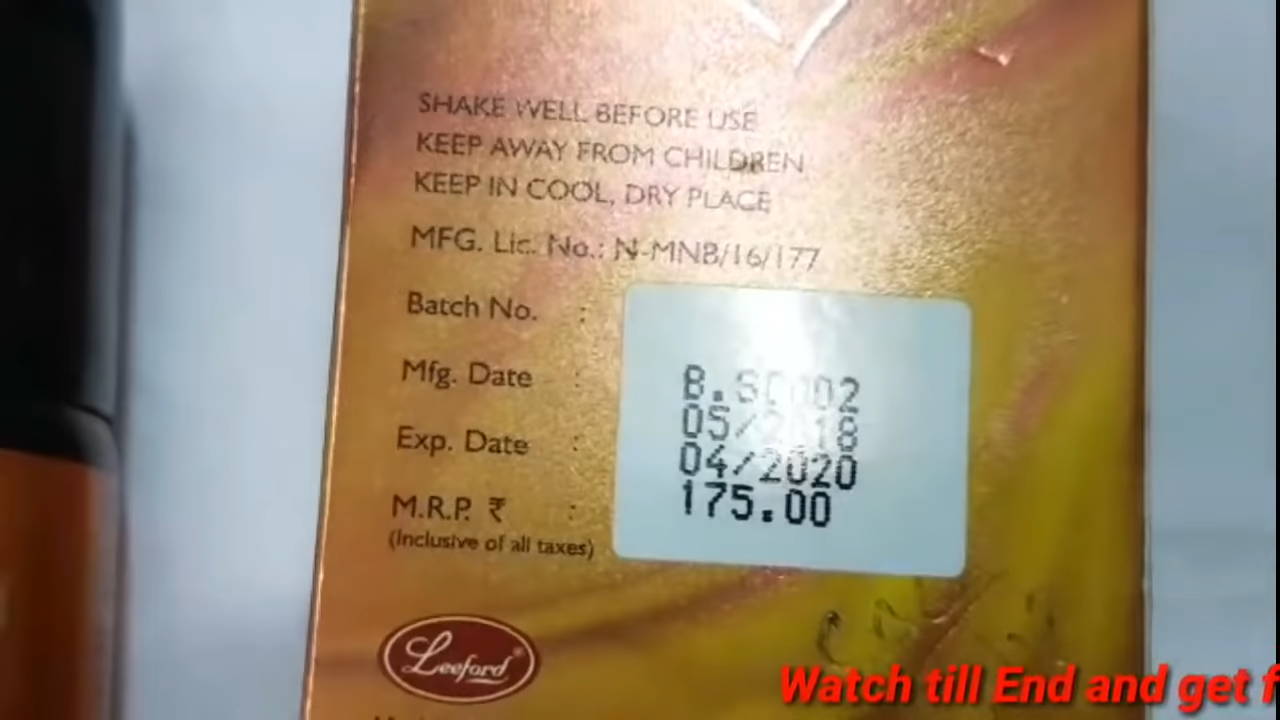 SHAKE WELL BEFORE USE
KEEP AWAY FROM CHILDREN
KEEP IN COOL, DRY PLACE
MFG. Lic. No.: N-MNB/16/177
Batch No. :
Mfg. Date : 05/2018
Exp. Date : 04/2020
M.R.P. ₹ : 175.00
(Inclusive of all taxes)
Leeford®
Watch till End and get f